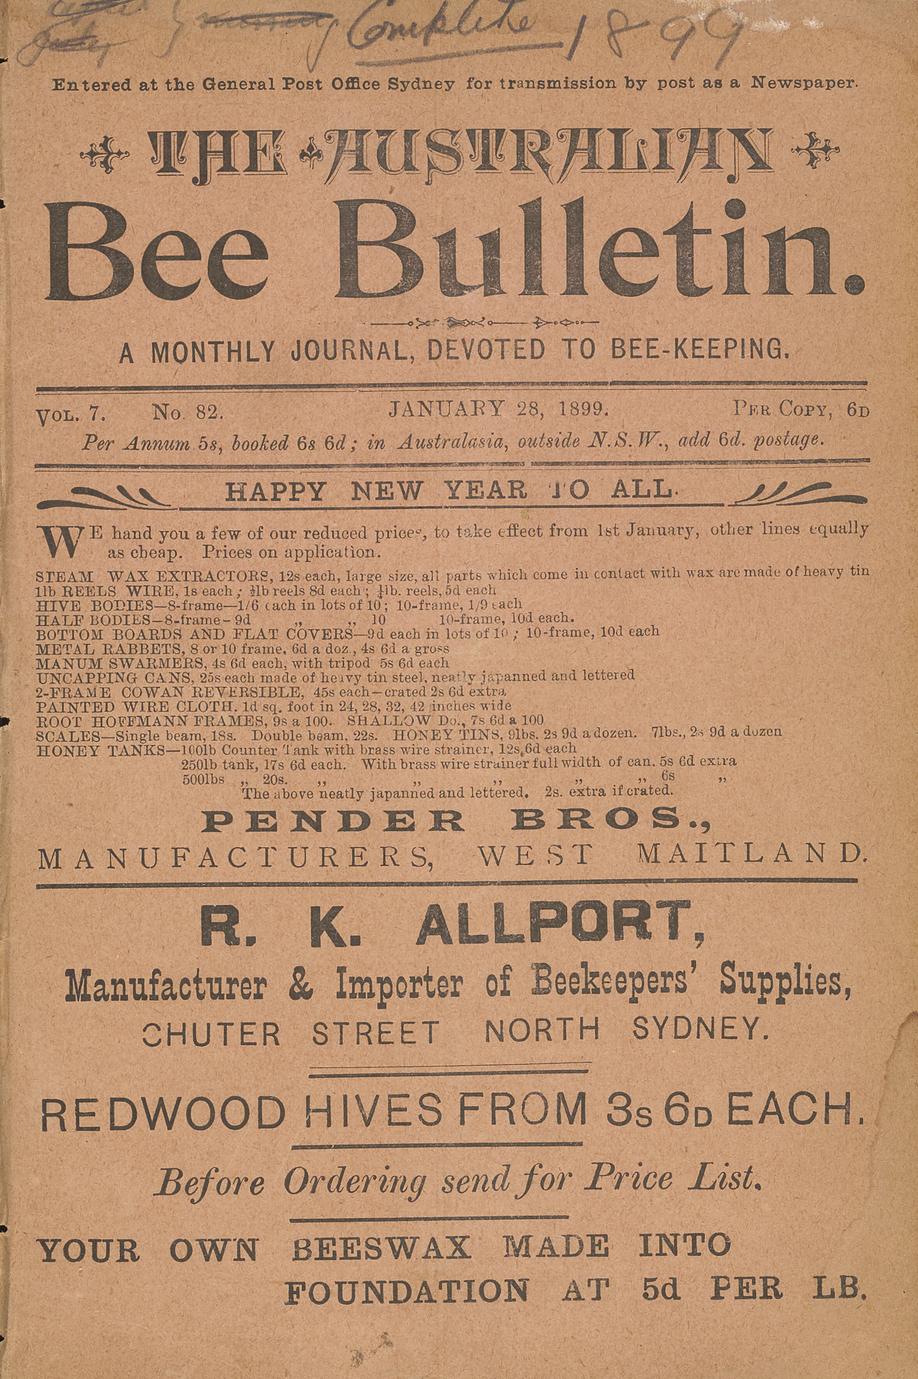 Complete 1899
Entered at the General Post Office Sydney for transmission by post as a Newspaper.
THE AUSTRALIAN
Bee Bulletin.
A MONTHLY JOURNAL, DEVOTED TO BEE-KEEPING.
VOL. 7. No. 82. JANUARY 28, 1899. PER COPY, 6D
Per Annum 5s, booked 6s 6d; in Australasia, outside N.S.W., add 6d. postage.
HAPPY NEW YEAR TO ALL.
WE hand you a few of our reduced prices, to take effect from 1st January, other lines equally
as cheap. Prices on application.
STEAM WAX EXTRACTORS, 12s each, large size, all parts which come in contact with wax are made of heavy tin
1lb REELS WIRE, 1s each; ½lb reels 8d each; ¼lb. reels, 5d each
HIVE BODIES—8-frame—1/6 each in lots of 10; 10-frame, 1/9 each
HALF BODIES—8-frame—9d „ „ 10 10-frame, 10d each.
BOTTOM BOARDS AND FLAT COVERS—9d each in lots of 10; 10-frame, 10d each
METAL RABBETS, 8 or 10 frame, 6d a doz., 4s 6d a gross
MANUM SWARMERS, 4s 6d each, with tripod 5s 6d each
UNCAPPING CANS, 25s each made of heavy tin steel, neatly japanned and lettered
2-FRAME COWAN REVERSIBLE, 45s each—crated 2s 6d extra
PAINTED WIRE CLOTH. 1d sq. foot in 24, 28, 32, 42 inches wide
ROOT HOFFMANN FRAMES, 9s a 100. SHALLOW Do., 7s 6d a 100
SCALES—Single beam, 18s. Double beam, 22s. HONEY TINS, 9lbs. 2s 9d a dozen. 7lbs., 2s 9d a dozen
HONEY TANKS—100lb Counter Tank with brass wire strainer, 12s,6d each
250lb tank, 17s 6d each. With brass wire strainer full width of can. 5s 6d extra
500lbs „ 20s. „ „ „ „ „ „ 6s „
The above neatly japanned and lettered. 2s. extra if crated.
PENDER BROS.,
MANUFACTURERS, WEST MAITLAND.
R. K. ALLPORT,
Manufacturer & Importer of Beekeepers' Supplies,
CHUTER STREET NORTH SYDNEY.
REDWOOD HIVES FROM 3s 6D EACH.
Before Ordering send for Price List.
YOUR OWN BEESWAX MADE INTO
FOUNDATION AT 5d PER LB.